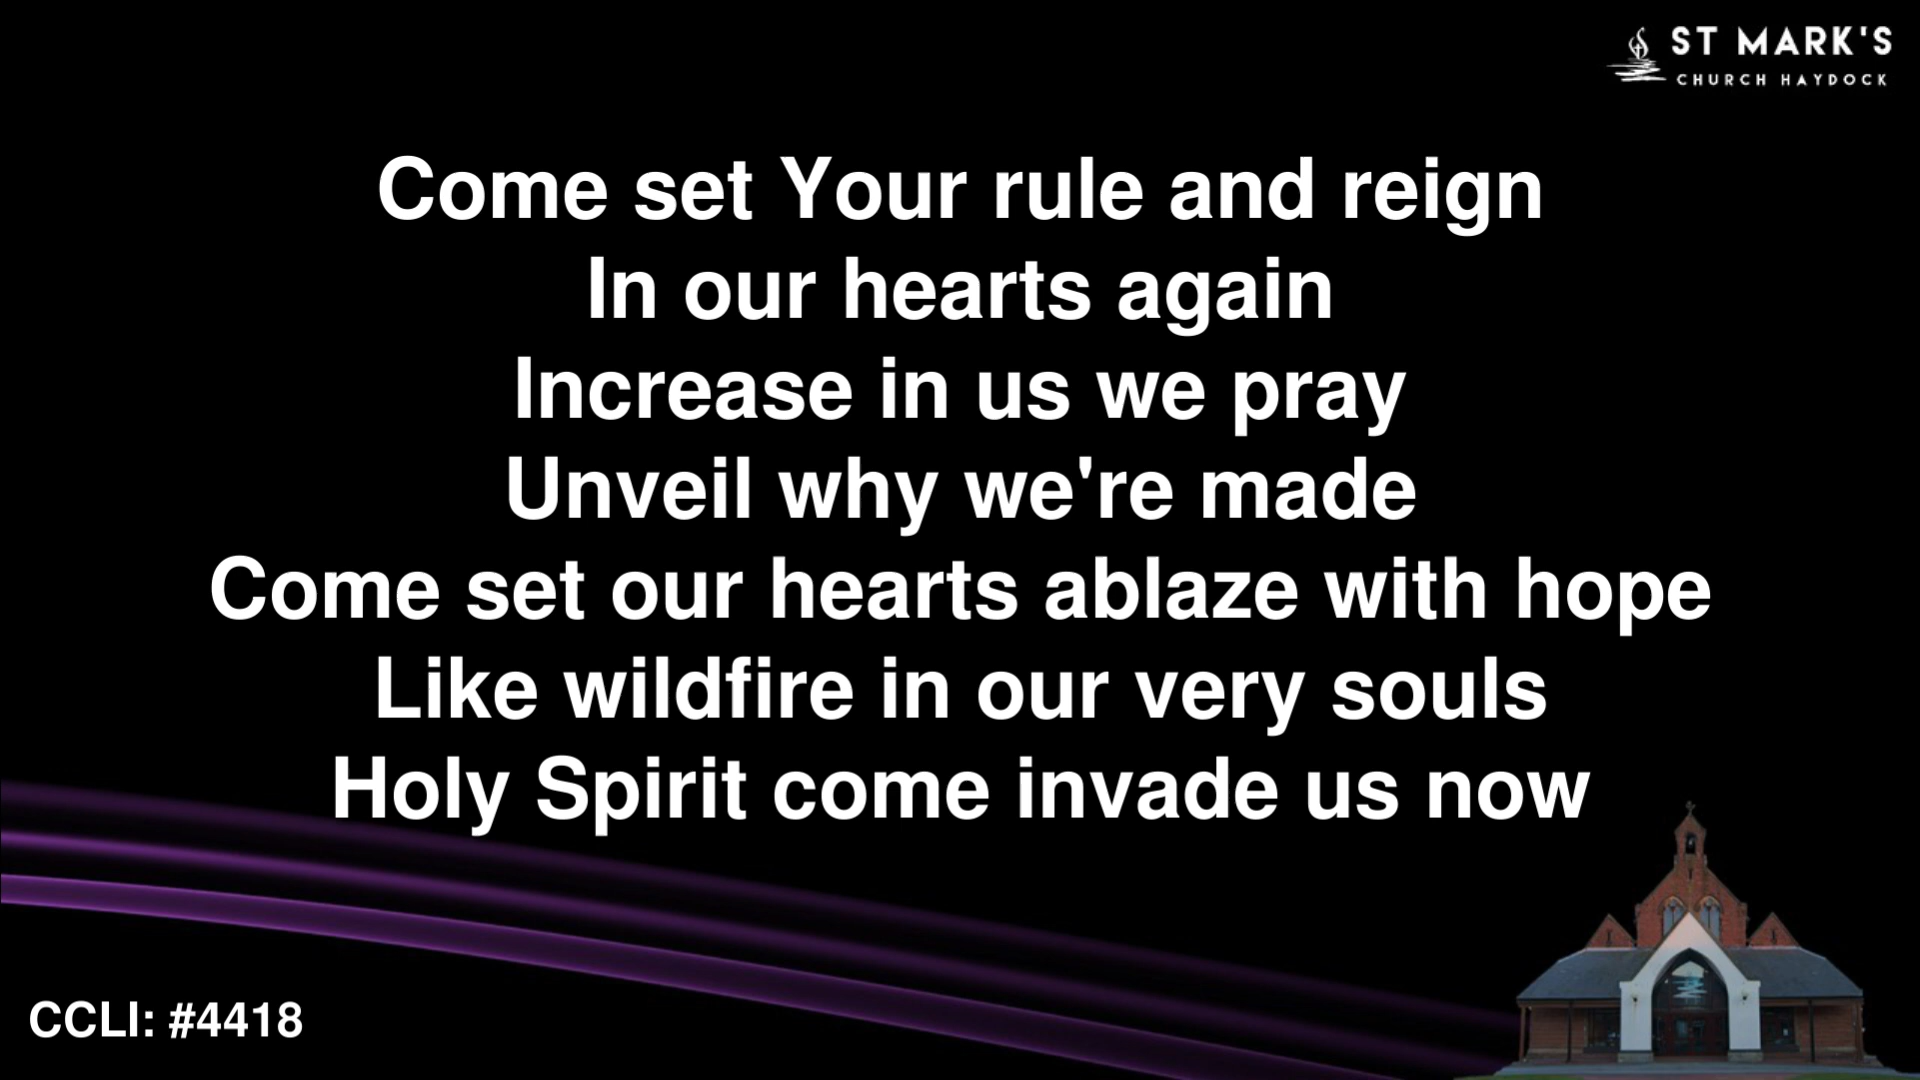 ST MARK'S
CHURCH HAYDOCK
Come set Your rule and reign
In our hearts again
Increase in us we pray
Unveil why we're made
Come set our hearts ablaze with hope
Like wildfire in our very souls
Holy Spirit come invade us now
CCLI: #4418